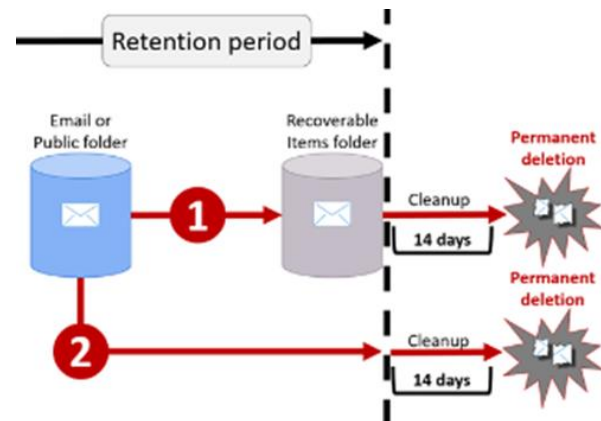 Retention period
Email or
Public folder
Recoverable
Items folder
Permanent
deletion
1
Cleanup
14 days
Permanent
deletion
2
Cleanup
14 days